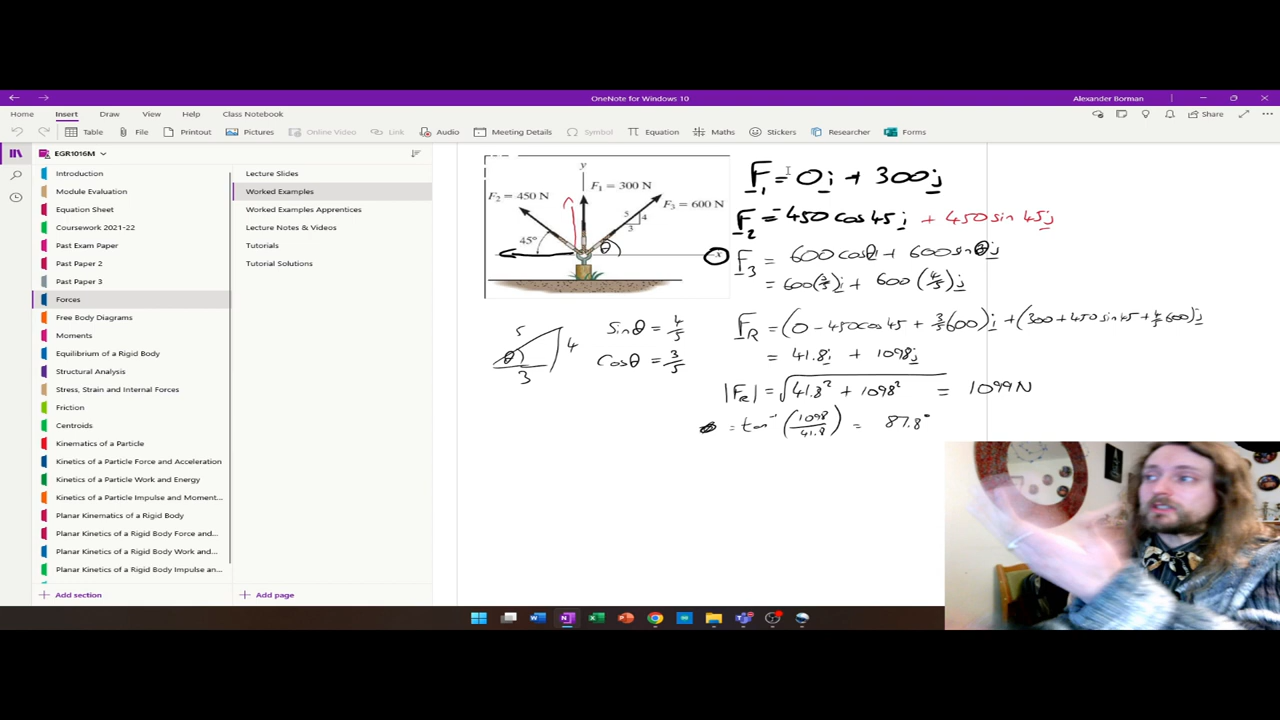 OneNote for Windows 10
Alexander Borman
Home
Insert
Draw
View
Help
Class Notebook
Table
File
Printout
Pictures
Online Video
Link
Audio
Meeting Details
Symbol
Equation
Maths
Stickers
Researcher
Forms
Share
EGR1016M
Introduction
Module Evaluation
Equation Sheet
Coursework 2021-22
Past Exam Paper
Past Paper 2
Past Paper 3
Forces
Free Body Diagrams
Moments
Equilibrium of a Rigid Body
Structural Analysis
Stress, Strain and Internal Forces
Friction
Kinematics of a Particle
Kinetics of a Particle Force and Acceleration
Kinetics of a Particle Work and Energy
Kinetics of a Particle Impulse and Moment...
Planar Kinematics of a Rigid Body
Planar Kinetics of a Rigid Body Force and...
Planar Kinetics of a Rigid Body Work and...
Planar Kinetics of a Rigid Body Impulse an...
Add section
Lecture Slides
Worked Examples
Worked Examples Apprentices
Lecture Notes & Videos
Tutorials
Tutorial Solutions
Add page
y
F₁ = 300 N
F₂ = 450 N
F₃ = 600 N
5
4
3
45°
θ
x
5
θ
4
3
Sinθ = 4/5
Cosθ = 3/5
F₁ = 0i + 300j
F₂ = -450 cos 45 i + 450 sin 45 j
F₃ = 600 cosθi + 600 sinθj
= 600(3/5)i + 600(4/5)j
F_R = (0 - 450 cos 45 + 3/5(600))i + (300 + 450 sin 45 + 4/5(600))j
= 41.8i + 1098j
|F_R| = √(41.8² + 1098²) = 1099N
= tan⁻¹(1098/41.8) = 87.8°